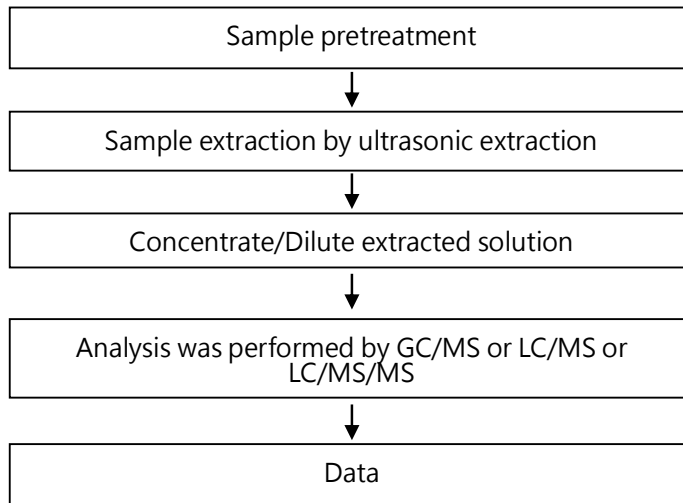 Sample pretreatment
Sample extraction by ultrasonic extraction
Concentrate/Dilute extracted solution
Analysis was performed by GC/MS or LC/MS or
LC/MS/MS
Data